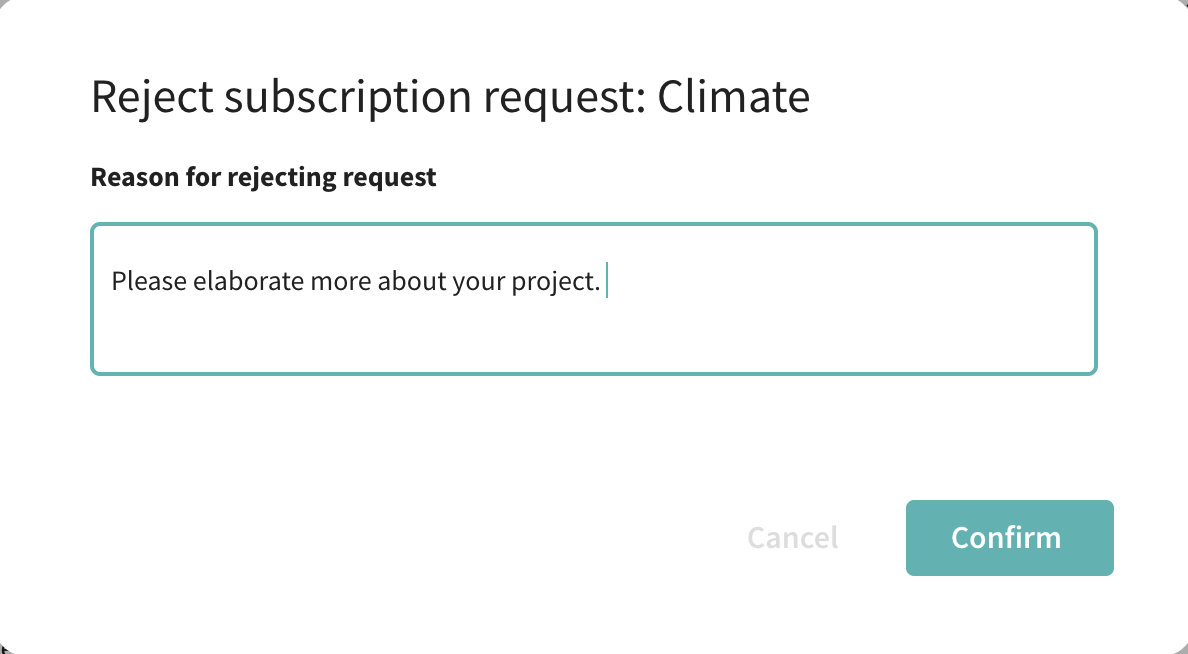 Reject subscription request: Climate
Reason for rejecting request
Please elaborate more about your project.
Cancel
Confirm